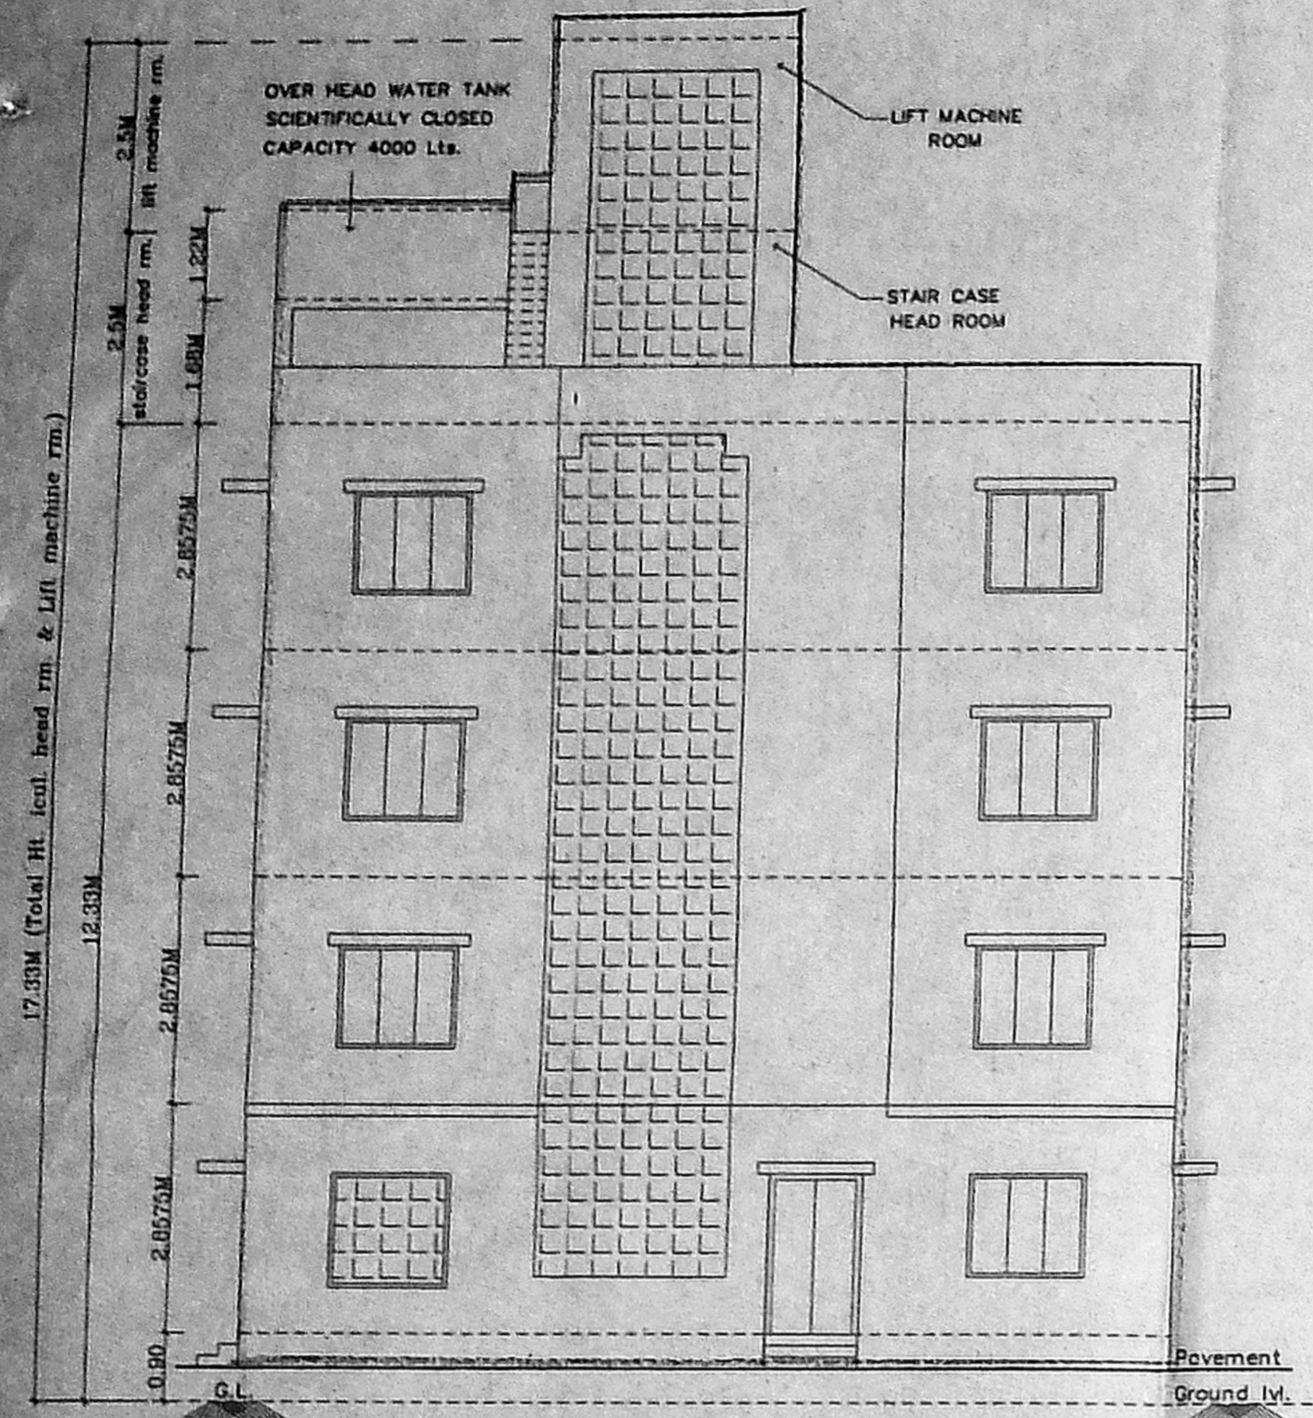 OVER HEAD WATER TANK
SCIENTIFICALLY CLOSED
CAPACITY 4000 Lts.
LIFT MACHINE
ROOM
STAIR CASE
HEAD ROOM
2.5M
lift machine rm.
2.5M
staircase head rm.
1.22M
1.68M
17.33M (Total Ht. icul. head rm. & Lift machine rm.)
12.33M
2.8575M
2.8575M
2.8575M
2.8575M
0.90
G.L.
Pavement
Ground lvl.